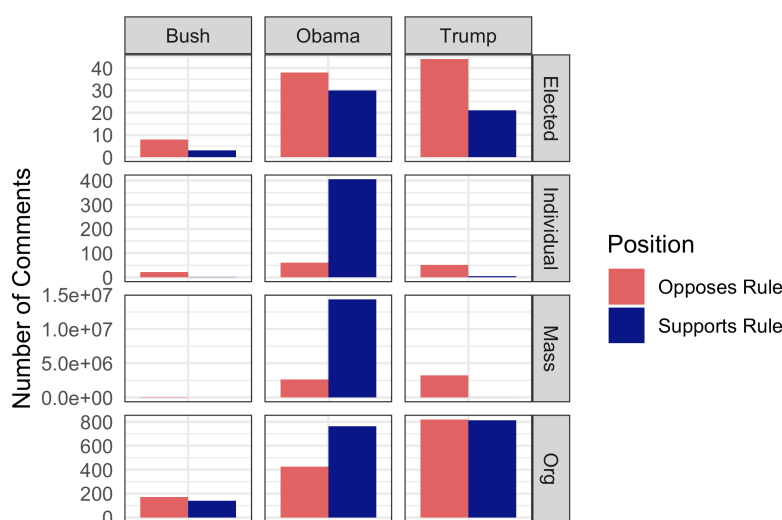 Bush Obama Trump
Number of Comments
40
30
20
10
0
Elected
400
300
200
100
0
Individual
1.5e+07
1.0e+07
5.0e+06
0.0e+00
Mass
800
600
400
200
0
Org
Position
Opposes Rule
Supports Rule